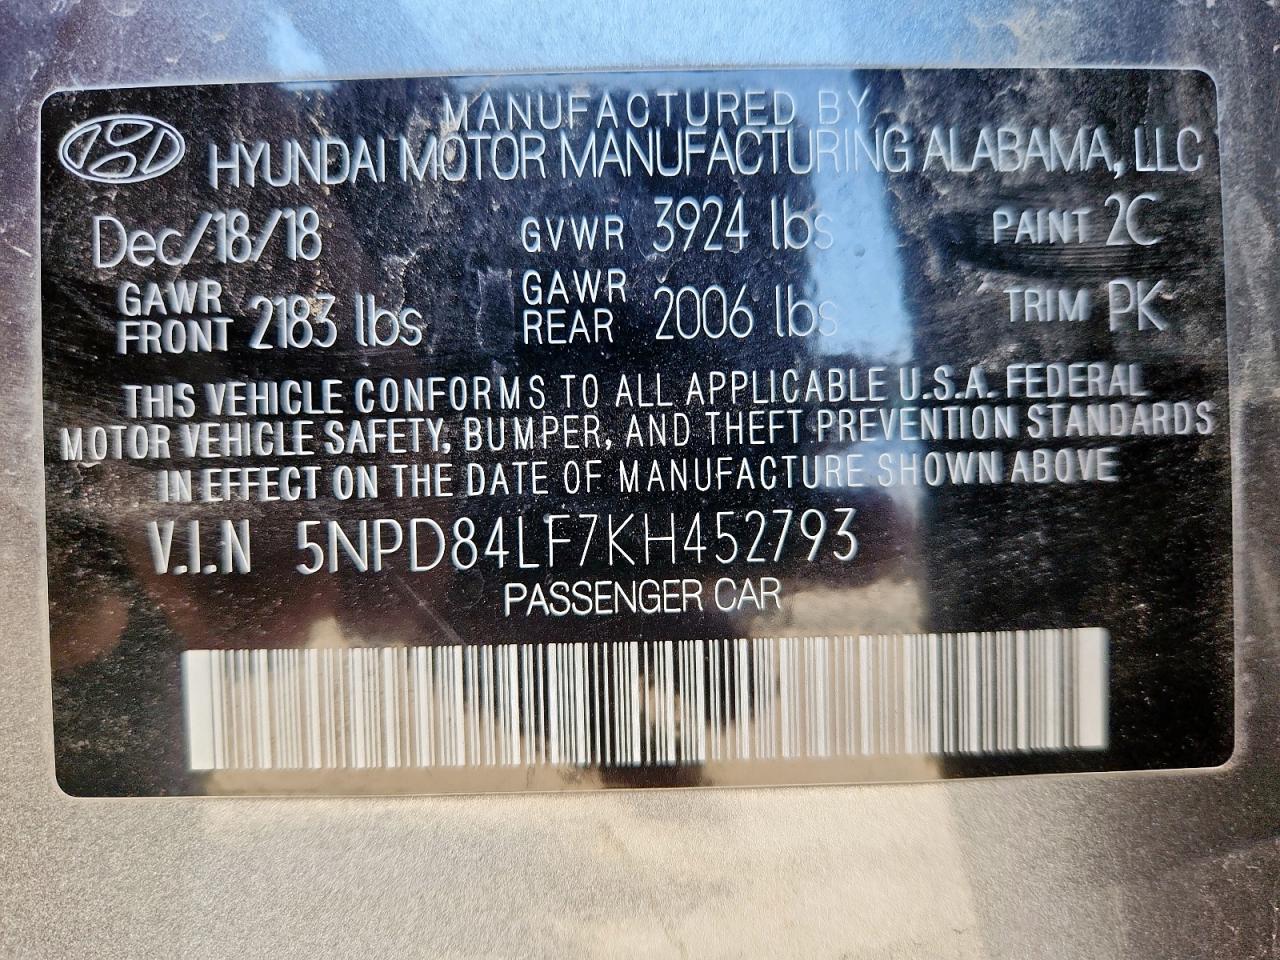 MANUFACTURED BY
HYUNDAI MOTOR MANUFACTURING ALABAMA, LLC
Dec/18/18 GVWR 3924 lbs PAINT 2C
GAWR FRONT 2183 lbs GAWR REAR 2006 lbs TRIM PK
THIS VEHICLE CONFORMS TO ALL APPLICABLE U.S.A. FEDERAL
MOTOR VEHICLE SAFETY, BUMPER, AND THEFT PREVENTION STANDARDS
IN EFFECT ON THE DATE OF MANUFACTURE SHOWN ABOVE
V.I.N 5NPD84LF7KH452793
PASSENGER CAR